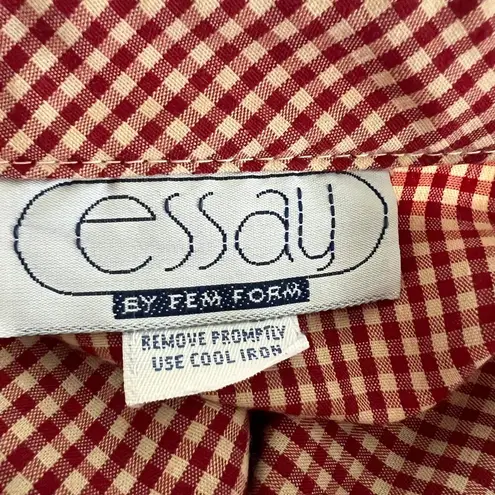 essay
BY FEM FORM
REMOVE PROMPTLY
USE COOL IRON